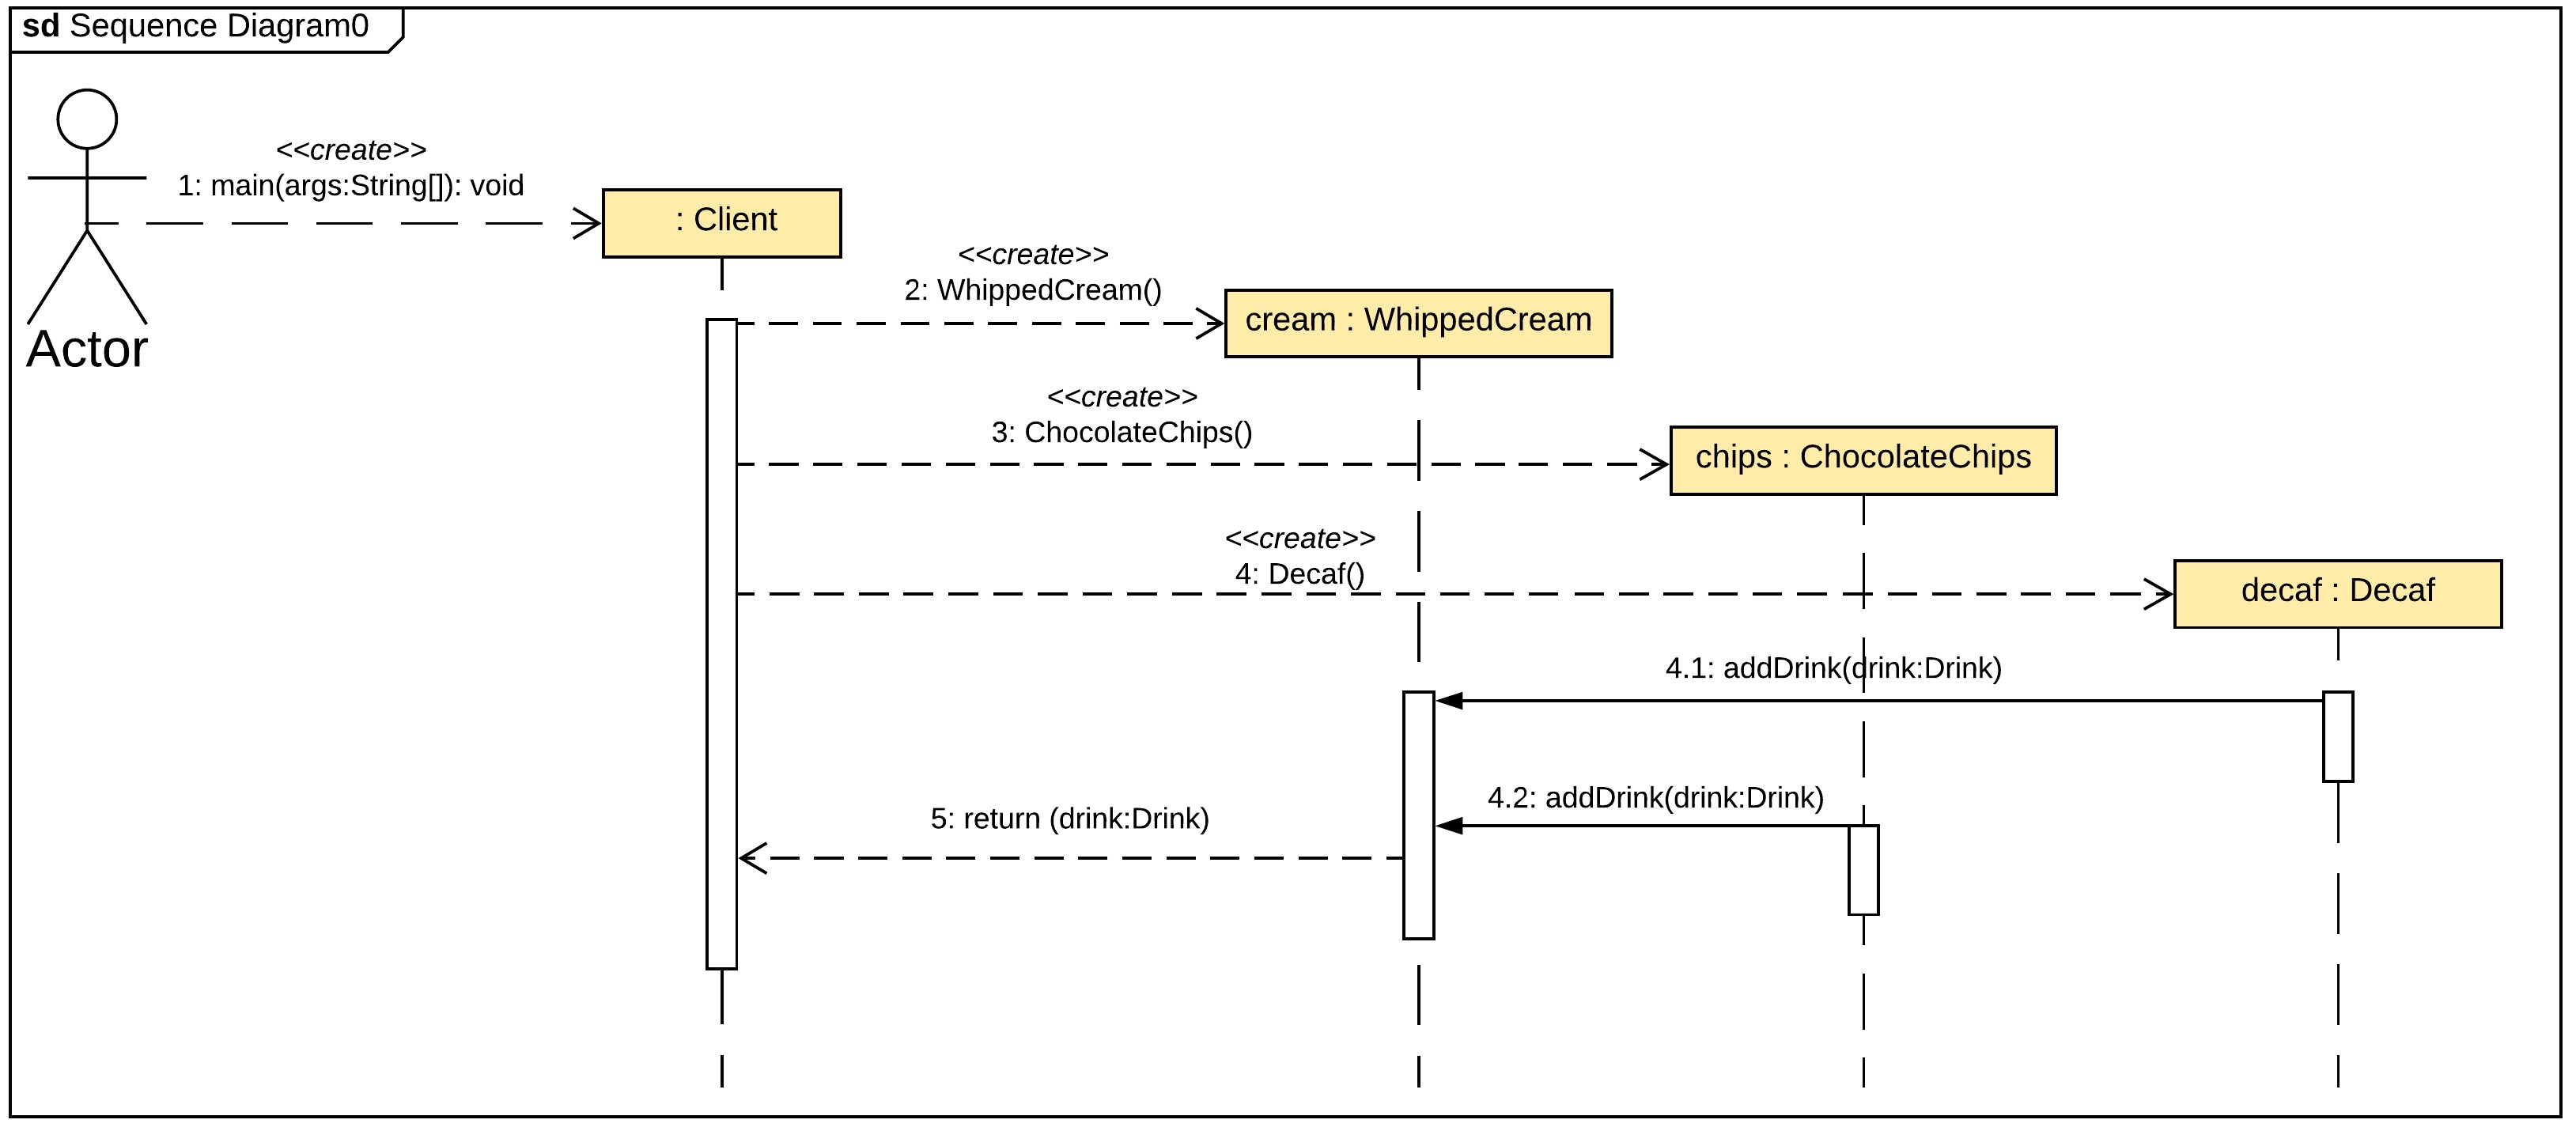 sd Sequence Diagram0
<<create>>
1: main(args:String[]): void
: Client
<<create>>
2: WhippedCream()
cream : WhippedCream
Actor
<<create>>
3: ChocolateChips()
chips : ChocolateChips
<<create>>
4: Decaf()
decaf : Decaf
4.1: addDrink(drink:Drink)
4.2: addDrink(drink:Drink)
5: return (drink:Drink)